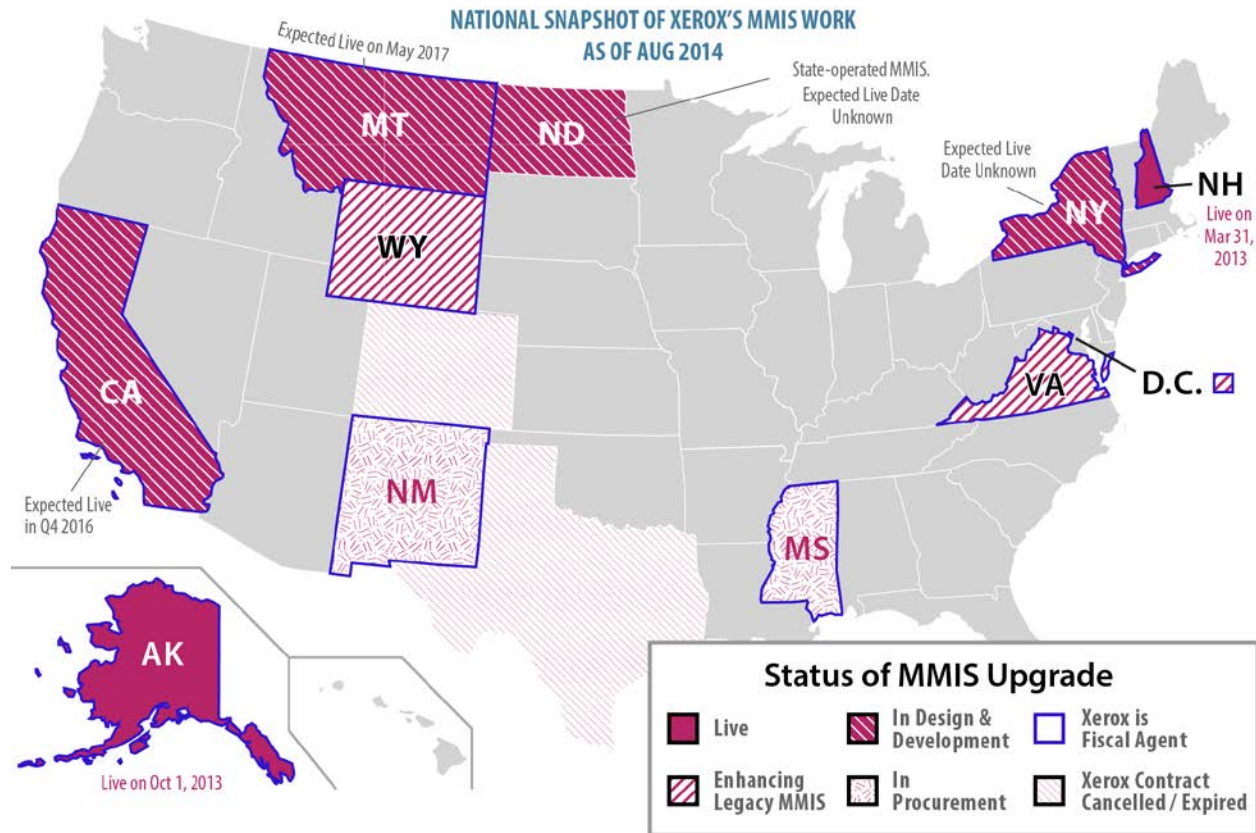 NATIONAL SNAPSHOT OF XEROX'S MMIS WORK
AS OF AUG 2014
Expected Live on May 2017
State-operated MMIS.
Expected Live Date
Unknown
MT
ND
Expected Live
Date Unknown
NH
NY
Live on
Mar 31,
2013
WY
CA
VA
D.C.
Expected Live
in Q4 2016
NM
MS
AK
Live on Oct 1, 2013
Status of MMIS Upgrade
Live
In Design &
Development
Xerox is
Fiscal Agent
Enhancing
Legacy MMIS
In
Procurement
Xerox Contract
Cancelled / Expired